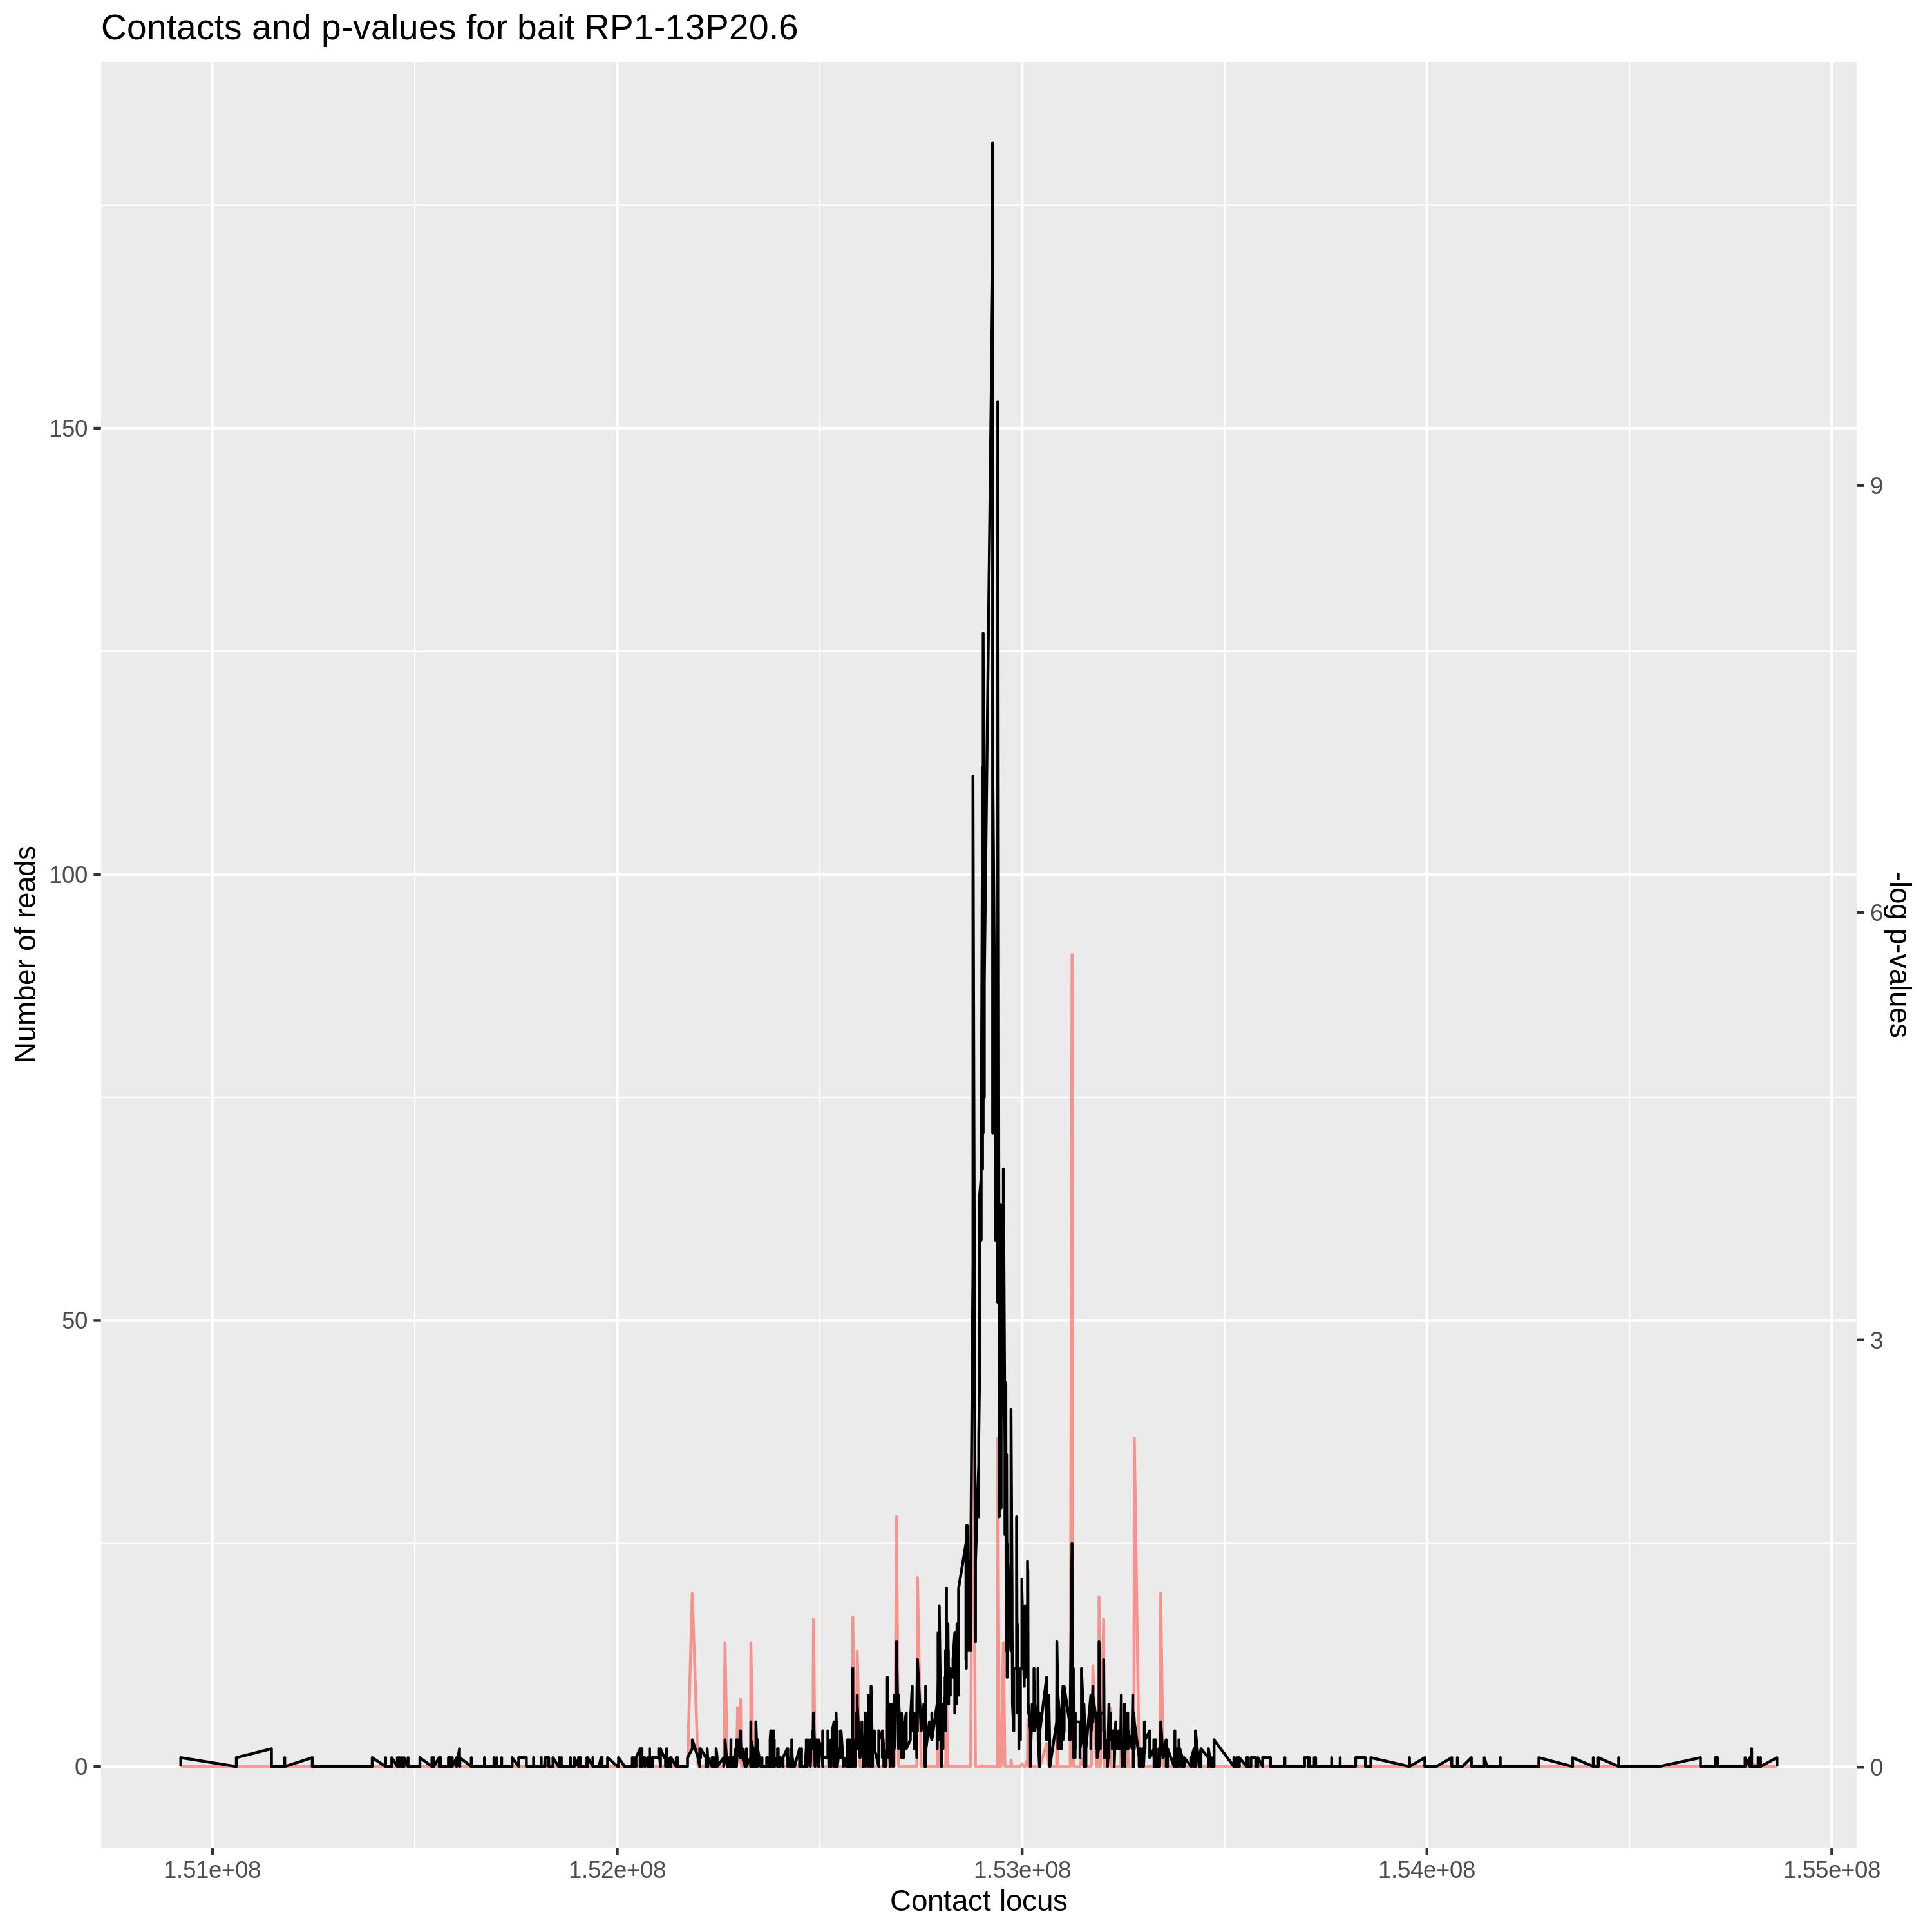 Contacts and p-values for bait RP1-13P20.6
Number of reads
150
100
50
0
9
6
3
0
-log p-values
1.51e+08 1.52e+08 1.53e+08 1.54e+08 1.55e+08
Contact locus